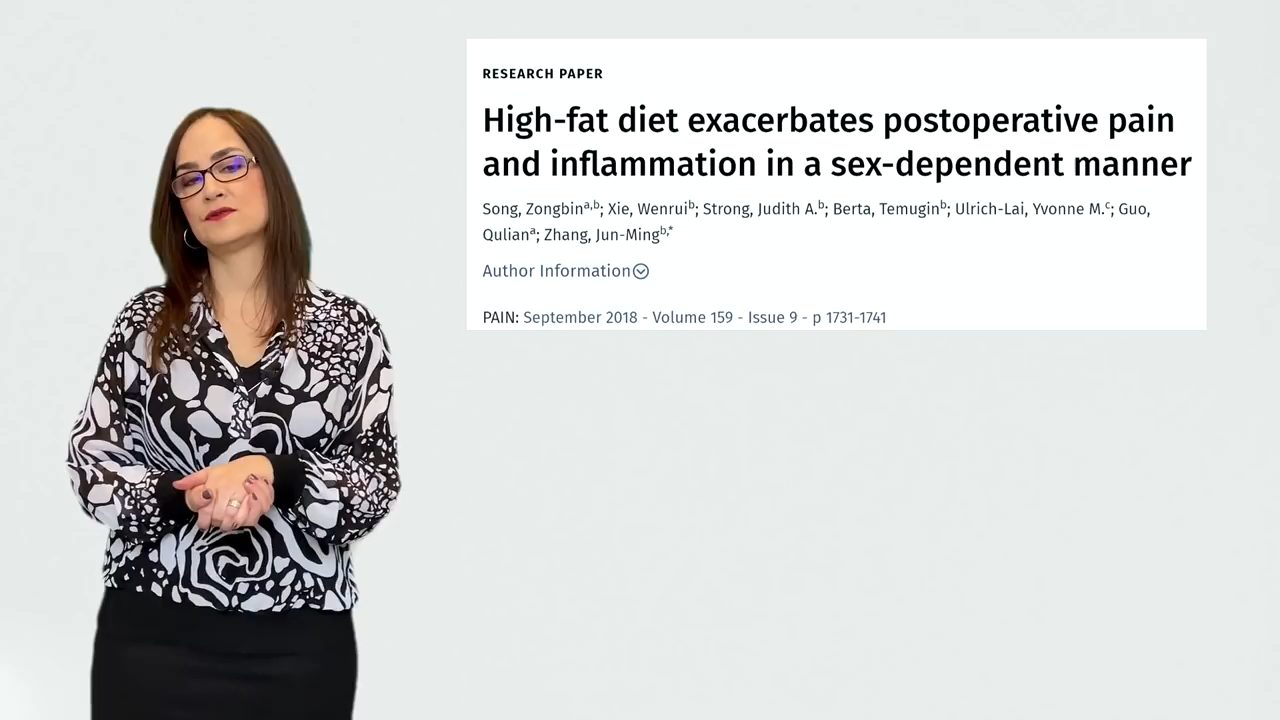 RESEARCH PAPER
High-fat diet exacerbates postoperative pain
and inflammation in a sex-dependent manner
Song, Zongbina,b; Xie, Wenruib; Strong, Judith A.b; Berta, Temuginb; Ulrich-Lai, Yvonne M.c; Guo,
Quliana; Zhang, Jun-Mingb,*
Author Information
PAIN: September 2018 - Volume 159 - Issue 9 - p 1731-1741